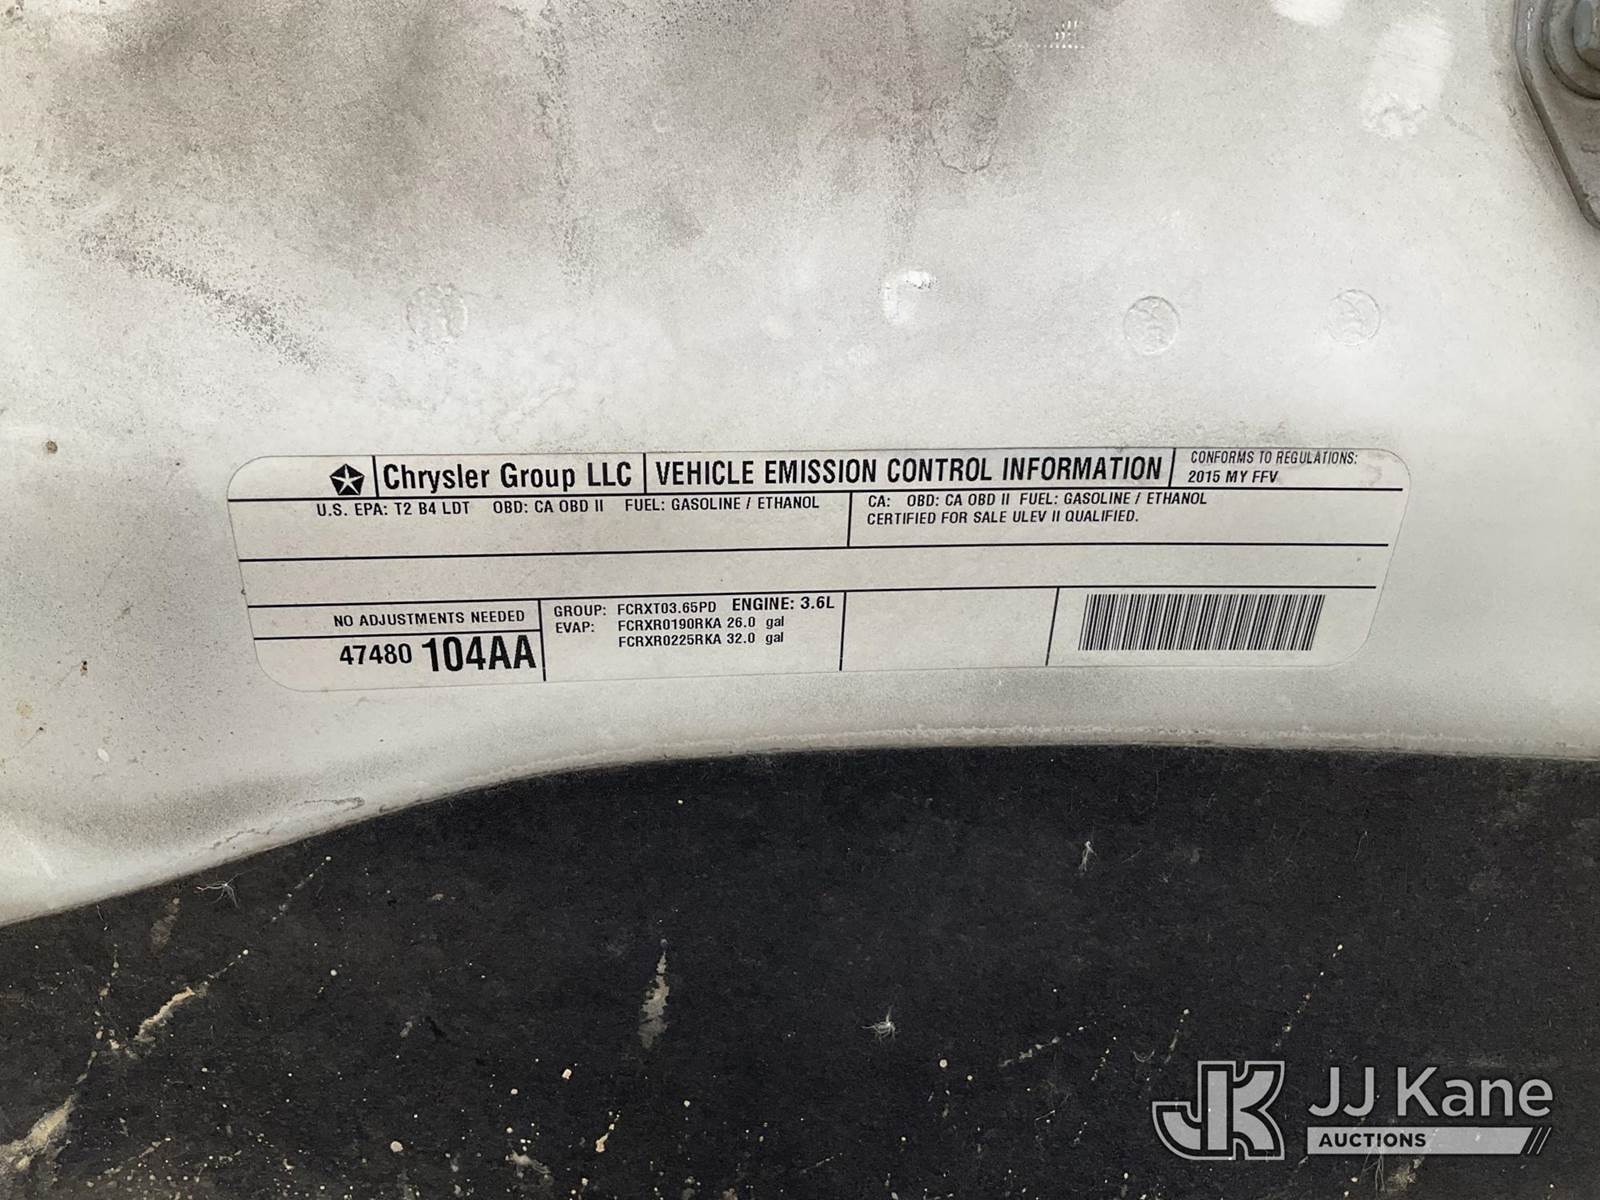 Chrysler Group LLC
VEHICLE EMISSION CONTROL INFORMATION
CONFORMS TO REGULATIONS:
2015 MY FFV
U.S. EPA: T2 B4 LDT OBD: CA OBD II FUEL: GASOLINE / ETHANOL
CA: OBD: CA OBD II FUEL: GASOLINE / ETHANOL
CERTIFIED FOR SALE ULEV II QUALIFIED.
NO ADJUSTMENTS NEEDED
47480 104AA
GROUP: FCRXT03.65PD ENGINE: 3.6L
EVAP: FCRXR0190RKA 26.0 gal
FCRXR0225RKA 32.0 gal
JK JJ Kane
AUCTIONS